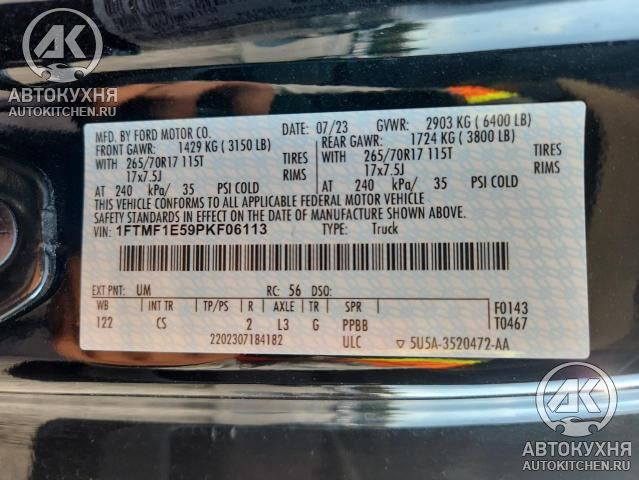 АК
АВТОКУХНЯ
AUTOKITCHEN.RU
MFD. BY FORD MOTOR CO. DATE: 07/23 GVWR: 2903 KG ( 6400 LB)
FRONT GAWR: 1429 KG ( 3150 LB) REAR GAWR: 1724 KG ( 3800 LB)
265/70R17 115T TIRES 265/70R17 115T TIRES
17x7.5J RIMS 17x7.5J RIMS
AT 240 kPa/ 35 PSI COLD AT 240 kPa/ 35 PSI COLD
THIS VEHICLE CONFORMS TO ALL APPLICABLE FEDERAL MOTOR VEHICLE
SAFETY STANDARDS IN EFFECT ON THE DATE OF MANUFACTURE SHOWN ABOVE.
VIN: 1FTMF1E59PKF06113 TYPE: Truck
EXT PNT: UM RC: 56 DSO:
WB INT TR TP/PS R AXLE TR SPR F0143
122 CS 2 L3 G PPBB T0467
2202307184182 ULC 5U5A-3520472-AA
АК
АВТОКУХНЯ
AUTOKITCHEN.RU